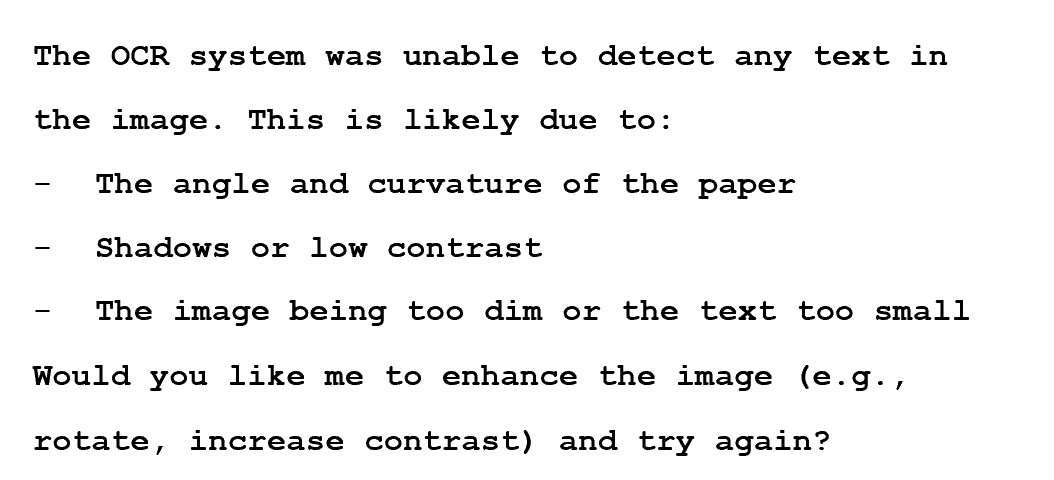 The OCR system was unable to detect any text in
the image. This is likely due to:
- The angle and curvature of the paper
- Shadows or low contrast
- The image being too dim or the text too small
Would you like me to enhance the image (e.g.,
rotate, increase contrast) and try again?